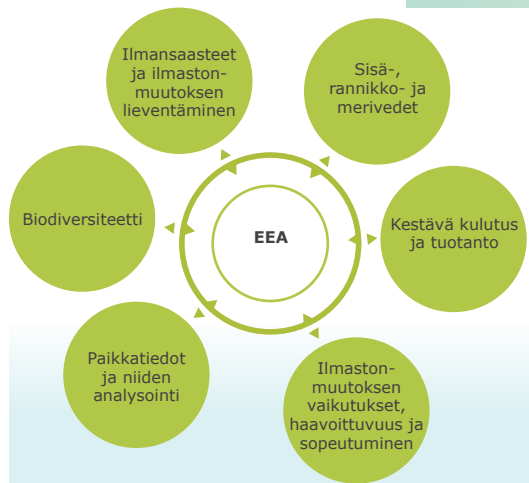 Ilmansaasteet
ja ilmaston-
muutoksen
lieventäminen
Sisä-,
rannikko- ja
merivedet
Biodiversiteetti
EEA
Kestävä kulutus
ja tuotanto
Paikkatiedot
ja niiden
analysointi
Ilmaston-
muutoksen
vaikutukset,
haavoittuvuus ja
sopeutuminen